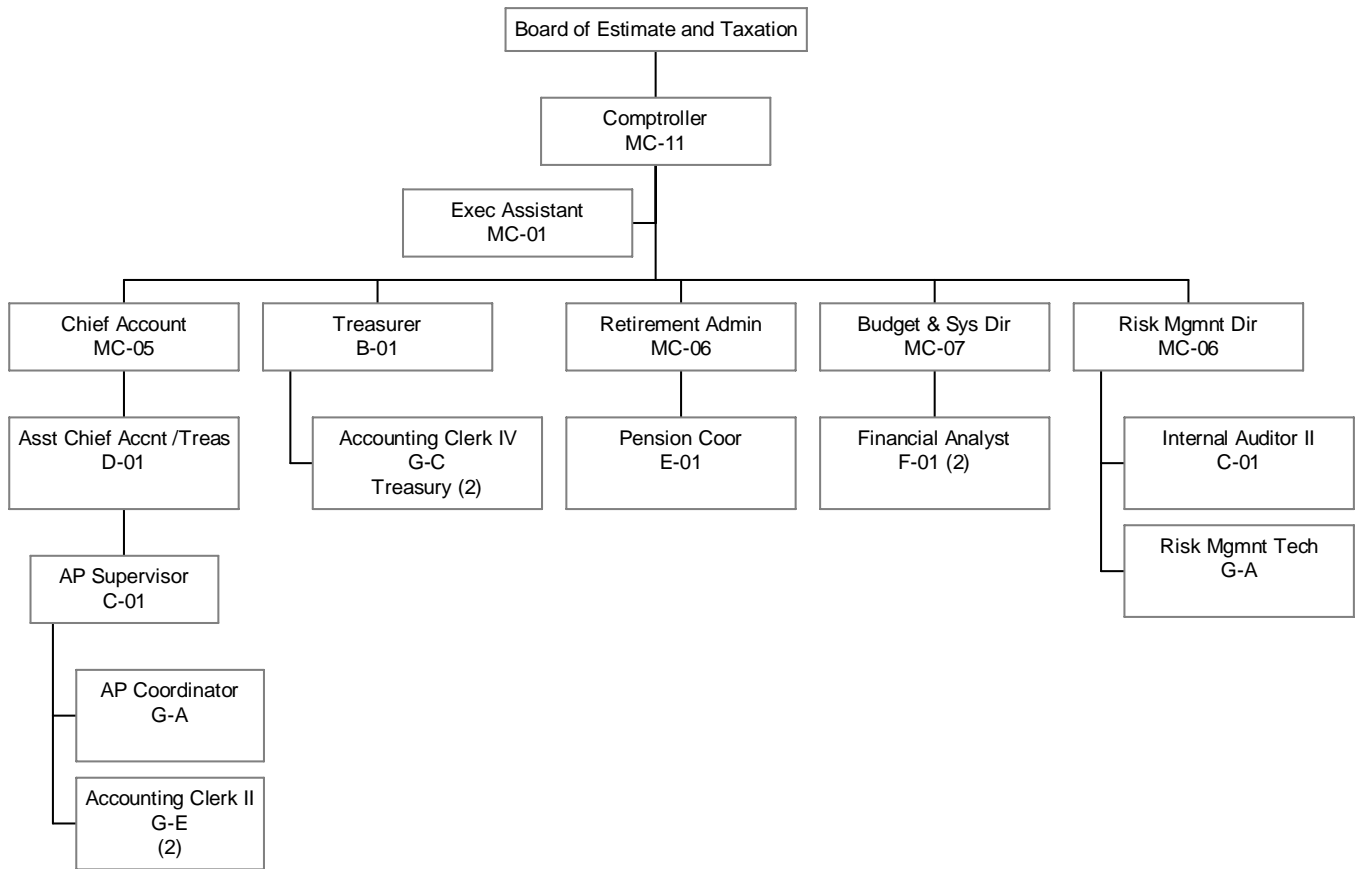 Board of Estimate and Taxation
Comptroller
MC-11
Exec Assistant
MC-01
Chief Account
MC-05
Treasurer
B-01
Retirement Admin
MC-06
Budget & Sys Dir
MC-07
Risk Mgmnt Dir
MC-06
Asst Chief Accnt /Treas
D-01
Accounting Clerk IV
G-C
Treasury (2)
Pension Coor
E-01
Financial Analyst
F-01 (2)
Internal Auditor II
C-01
Risk Mgmnt Tech
G-A
AP Supervisor
C-01
AP Coordinator
G-A
Accounting Clerk II
G-E
(2)